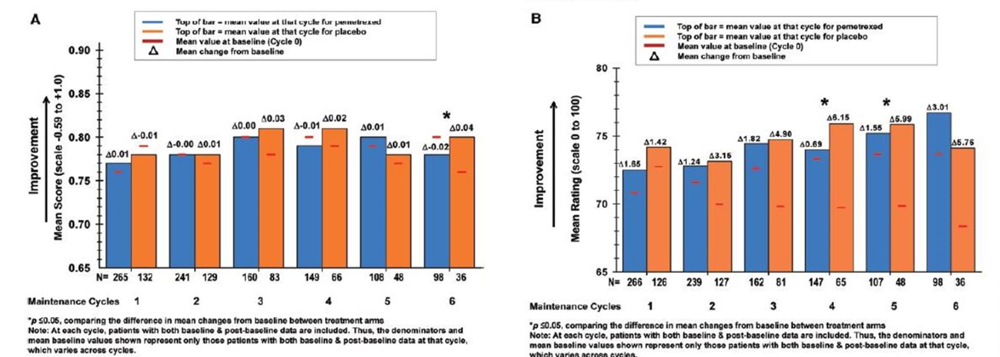 A
Top of bar = mean value at that cycle for pemetrexed
Top of bar = mean value at that cycle for placebo
Mean value at baseline (Cycle 0)
Δ Mean change from baseline
Improvement
Mean Score (scale -0.59 to +1.0)
0.90
0.85
0.80
0.75
0.70
0.65
Δ0.01 Δ-0.01 Δ-0.00 Δ0.01 Δ0.00 Δ0.03 Δ-0.01 Δ0.02 Δ0.01 Δ0.01 Δ-0.02 * Δ0.04
N= 265 132 241 129 160 83 149 66 108 48 98 36
Maintenance Cycles 1 2 3 4 5 6
*p ≤0.05, comparing the difference in mean changes from baseline between treatment arms
Note: At each cycle, patients with both baseline & post-baseline data are included. Thus, the denominators and
mean baseline values shown represent only those patients with both baseline & post-baseline data at that cycle,
which varies across cycles.
B
Top of bar = mean value at that cycle for pemetrexed
Top of bar = mean value at that cycle for placebo
Mean value at baseline (Cycle 0)
Δ Mean change from baseline
Improvement
Mean Rating (scale 0 to 100)
80
75
70
65
Δ1.65 Δ1.42 Δ1.24 Δ3.15 Δ1.82 Δ4.90 Δ0.69 * Δ6.15 Δ1.55 * Δ5.99 Δ3.01 Δ5.75
N= 266 126 239 127 162 81 147 65 107 48 98 36
Maintenance Cycles 1 2 3 4 5 6
*p ≤0.05, comparing the difference in mean changes from baseline between treatment arms
Note: At each cycle, patients with both baseline & post-baseline data are included. Thus, the denominators and
mean baseline values shown represent only those patients with both baseline & post-baseline data at that cycle,
which varies across cycles.